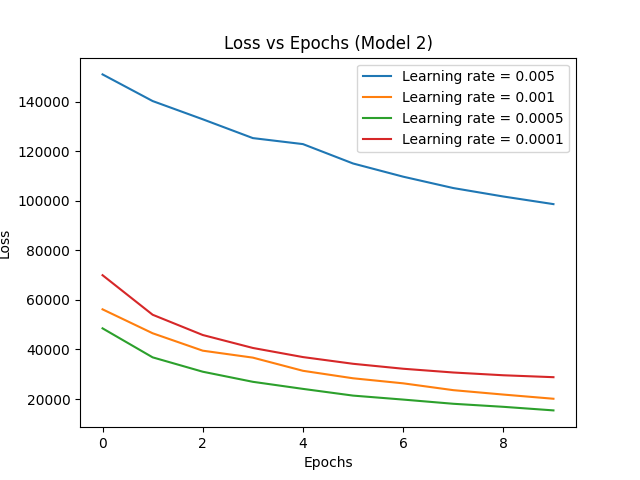 Loss vs Epochs (Model 2)
Learning rate = 0.005
Learning rate = 0.001
Learning rate = 0.0005
Learning rate = 0.0001
140000
120000
100000
80000
60000
40000
20000
Loss
0 2 4 6 8
Epochs